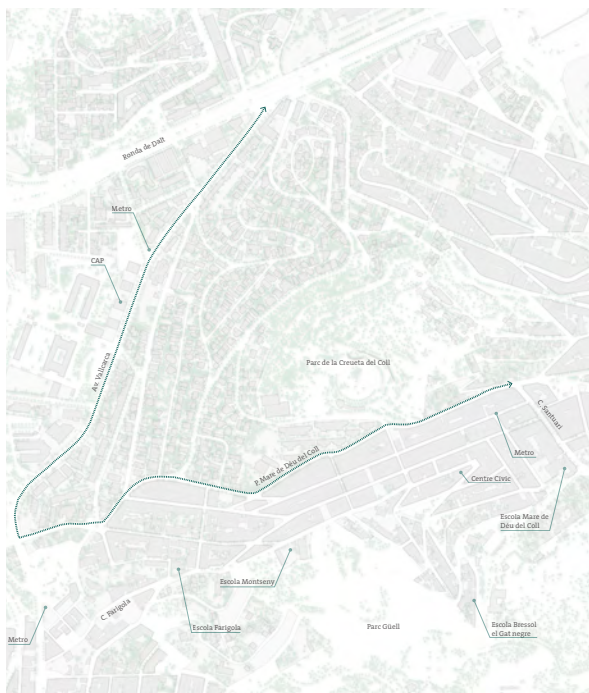 Ronda de Dalt
Metro
CAP
Av. Vallcarca
Parc de la Creueta del Coll
C. Santuari
P. Mare de Déu del Coll
Metro
Centre Cívic
Escola Mare de
Déu del Coll
Escola Montseny
C. Farigola
Escola Farigola
Parc Güell
Escola Bressol
el Gat negre
Metro